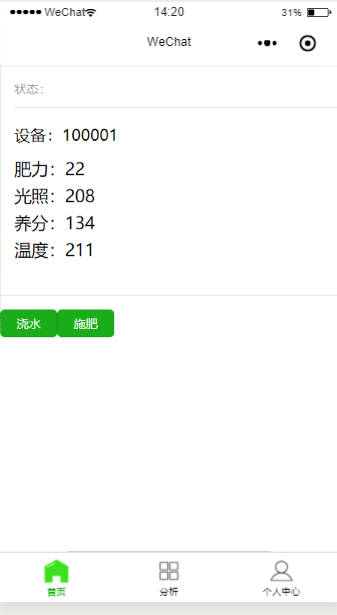 ●●●●● WeChat 14:20 31%
WeChat
状态：
设备：100001
肥力：22
光照：208
养分：134
温度：211
浇水 施肥
首页 分析 个人中心